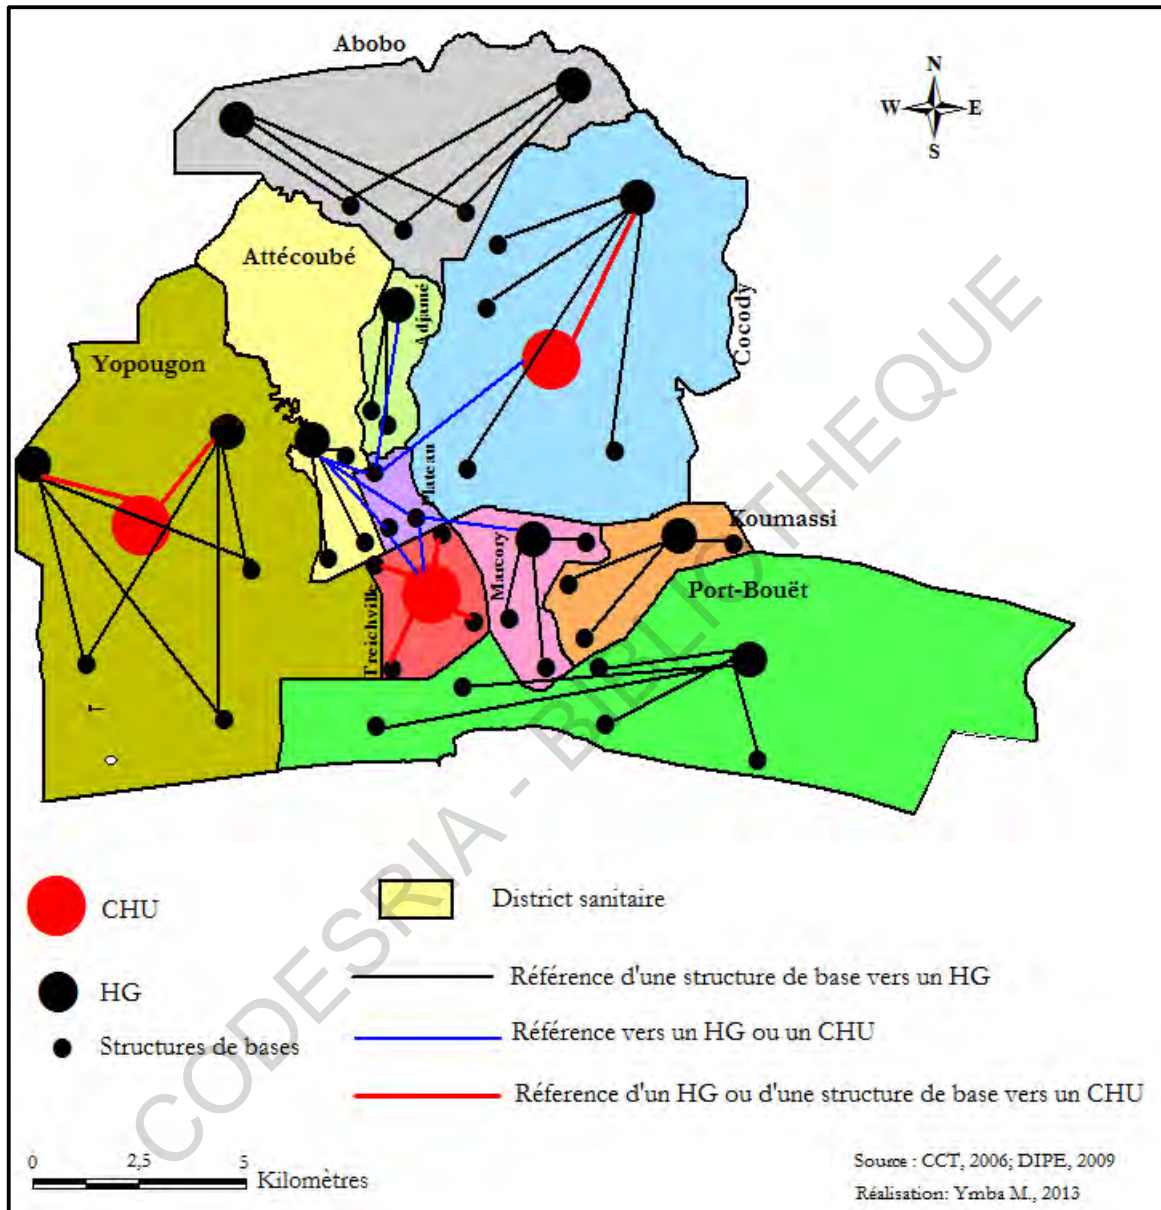 Abobo
N
W E
S
Attécoubé
Adjamé
Cocody
Yopougon
Plateau
Koumassi
Marcory
Port-Bouët
Treichville
CODESRIA - BIBLIOTHEQUE
CHU
District sanitaire
HG
Référence d'une structure de base vers un HG
Structures de bases
Référence vers un HG ou un CHU
Réference d'un HG ou d'une structure de base vers un CHU
0 2,5 5
Kilomètres
Source : CCT, 2006; DIPE, 2009
Réalisation: Ymba M., 2013